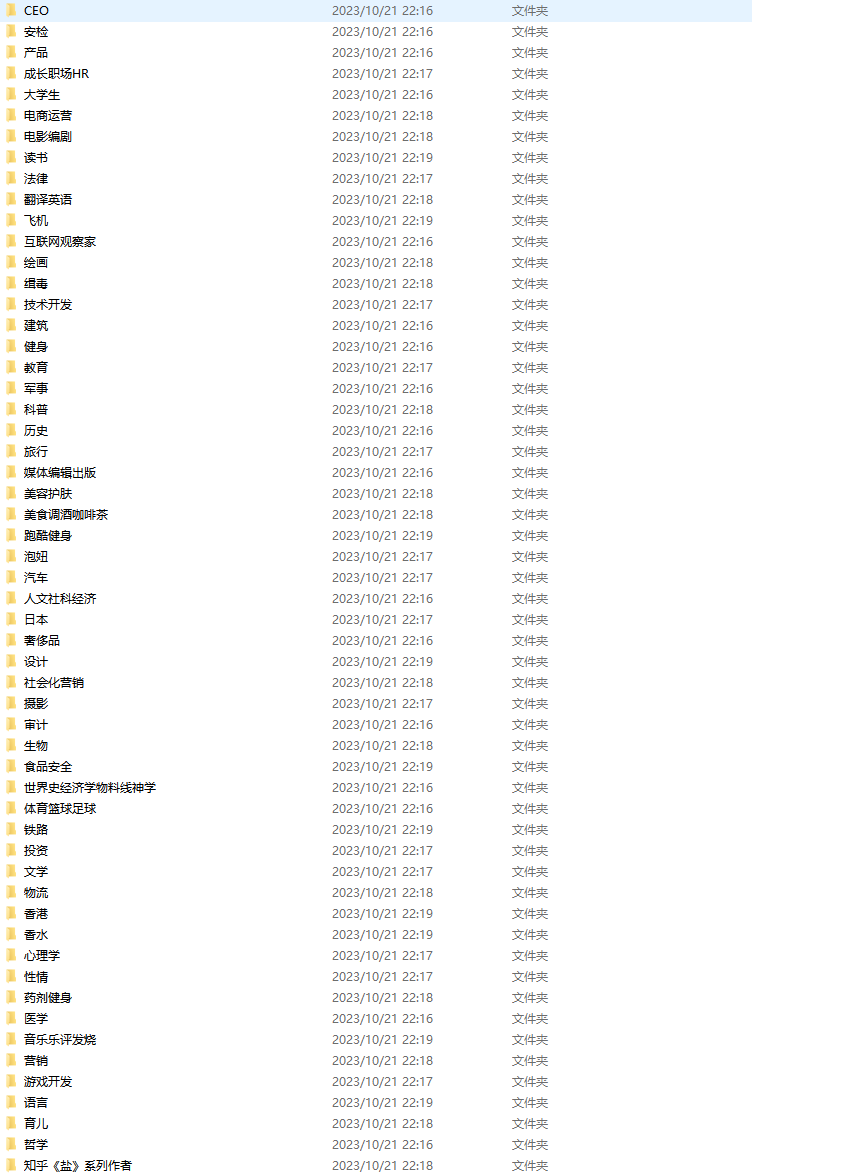 CEO 2023/10/21 22:16 文件夹
安检 2023/10/21 22:16 文件夹
产品 2023/10/21 22:16 文件夹
成长职场HR 2023/10/21 22:17 文件夹
大学生 2023/10/21 22:16 文件夹
电商运营 2023/10/21 22:18 文件夹
电影编剧 2023/10/21 22:18 文件夹
读书 2023/10/21 22:19 文件夹
法律 2023/10/21 22:17 文件夹
翻译英语 2023/10/21 22:18 文件夹
飞机 2023/10/21 22:19 文件夹
互联网观察家 2023/10/21 22:16 文件夹
绘画 2023/10/21 22:18 文件夹
缉毒 2023/10/21 22:18 文件夹
技术开发 2023/10/21 22:17 文件夹
建筑 2023/10/21 22:16 文件夹
健身 2023/10/21 22:16 文件夹
教育 2023/10/21 22:17 文件夹
军事 2023/10/21 22:16 文件夹
科普 2023/10/21 22:18 文件夹
历史 2023/10/21 22:16 文件夹
旅行 2023/10/21 22:17 文件夹
媒体编辑出版 2023/10/21 22:16 文件夹
美容护肤 2023/10/21 22:18 文件夹
美食调酒咖啡茶 2023/10/21 22:18 文件夹
跑酷健身 2023/10/21 22:19 文件夹
泡妞 2023/10/21 22:17 文件夹
汽车 2023/10/21 22:17 文件夹
人文社科经济 2023/10/21 22:16 文件夹
日本 2023/10/21 22:17 文件夹
奢侈品 2023/10/21 22:16 文件夹
设计 2023/10/21 22:19 文件夹
社会化营销 2023/10/21 22:18 文件夹
摄影 2023/10/21 22:17 文件夹
审计 2023/10/21 22:16 文件夹
生物 2023/10/21 22:18 文件夹
食品安全 2023/10/21 22:19 文件夹
世界史经济学物料线神学 2023/10/21 22:16 文件夹
体育篮球足球 2023/10/21 22:16 文件夹
铁路 2023/10/21 22:19 文件夹
投资 2023/10/21 22:17 文件夹
文学 2023/10/21 22:17 文件夹
物流 2023/10/21 22:18 文件夹
香港 2023/10/21 22:19 文件夹
香水 2023/10/21 22:19 文件夹
心理学 2023/10/21 22:17 文件夹
性情 2023/10/21 22:17 文件夹
药剂健身 2023/10/21 22:18 文件夹
医学 2023/10/21 22:16 文件夹
音乐乐评发烧 2023/10/21 22:19 文件夹
营销 2023/10/21 22:18 文件夹
游戏开发 2023/10/21 22:17 文件夹
语言 2023/10/21 22:19 文件夹
育儿 2023/10/21 22:18 文件夹
哲学 2023/10/21 22:16 文件夹
知乎《盐》系列作者 2023/10/21 22:18 文件夹